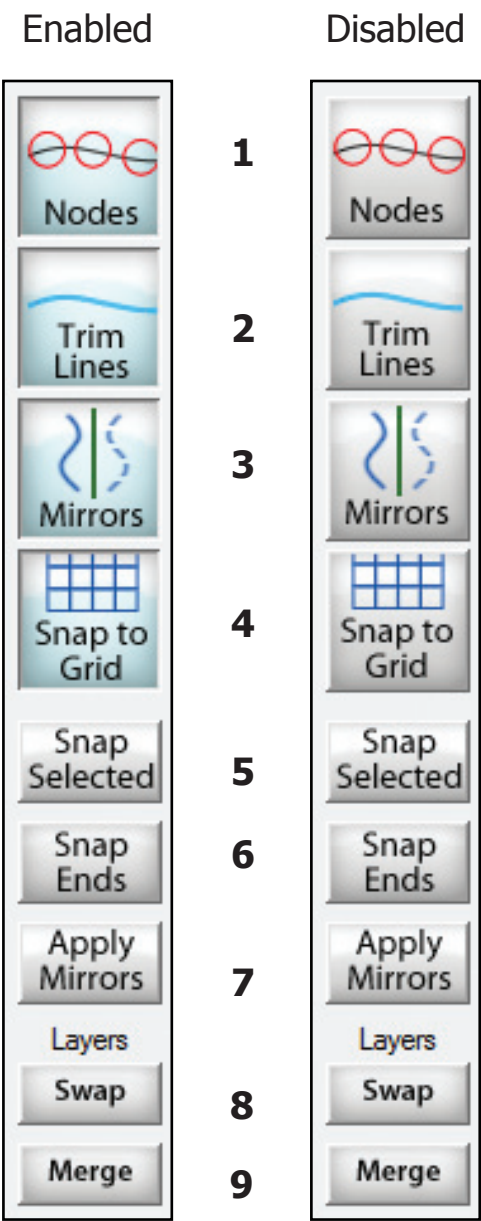 Enabled Disabled
Nodes 1 Nodes
Trim
Lines 2 Trim
Lines
Mirrors 3 Mirrors
Snap to
Grid 4 Snap to
Grid
Snap
Selected 5 Snap
Selected
Snap
Ends 6 Snap
Ends
Apply
Mirrors 7 Apply
Mirrors
Layers Layers
Swap 8 Swap
Merge 9 Merge